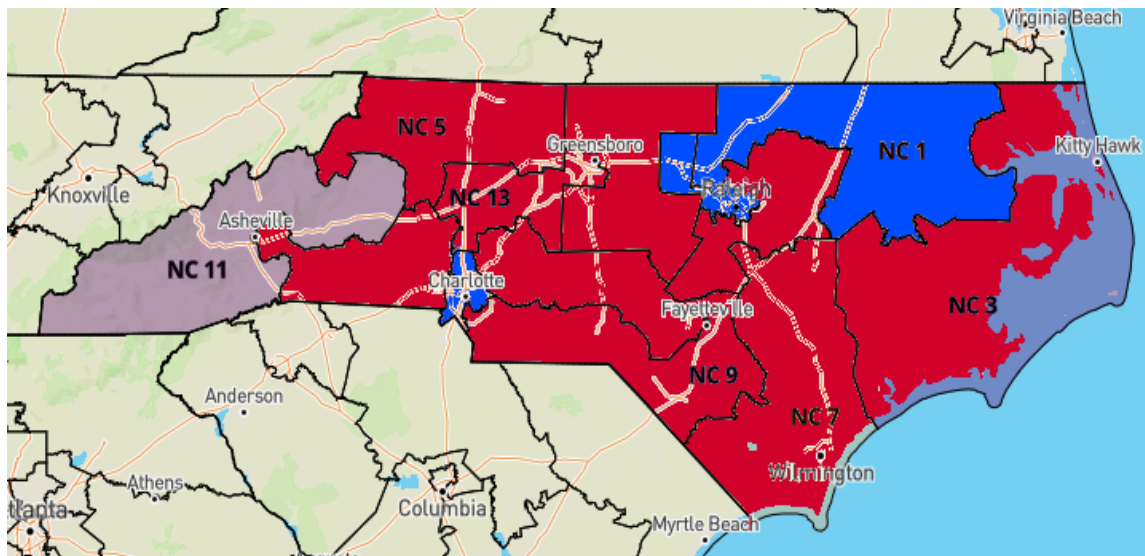 Virginia Beach
NC 5
Greensboro
NC 1
Kitty Hawk
Knoxville
NC 13
Raleigh
Asheville
NC 11
Charlotte
Fayetteville
NC 3
NC 9
Anderson
NC 7
Wilmington
Athens
Columbia
Myrtle Beach